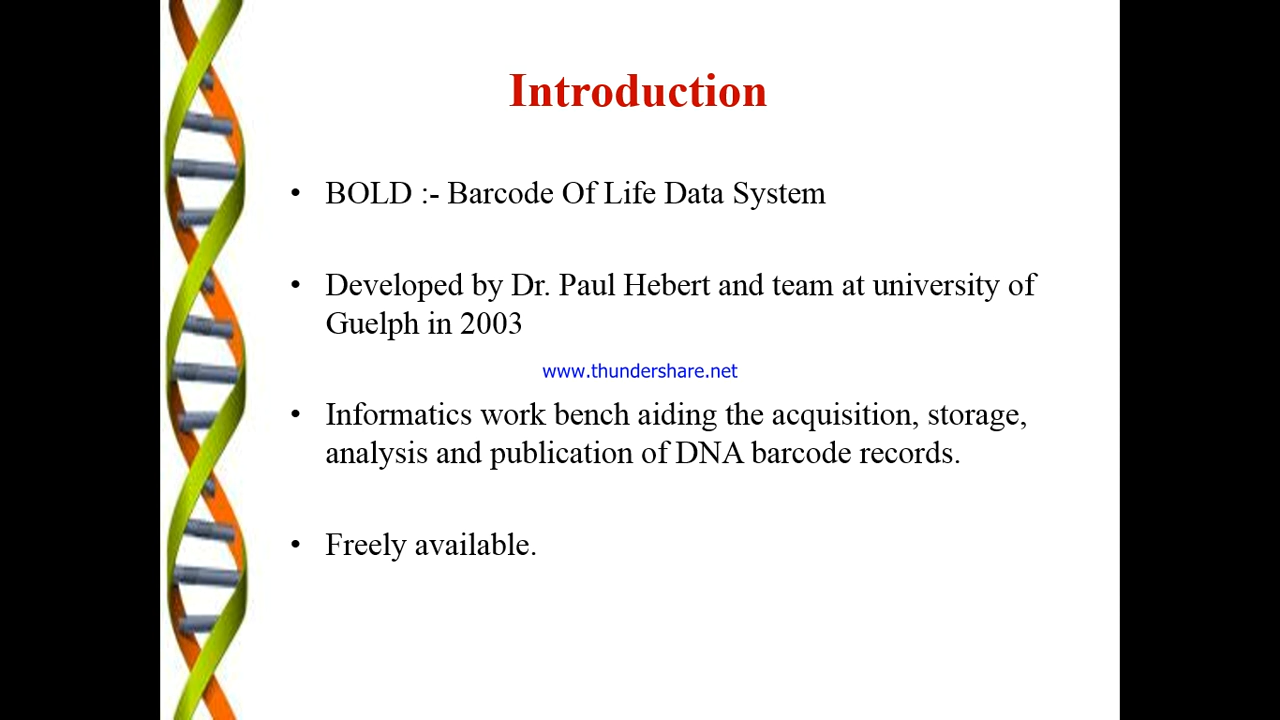 Introduction
• BOLD :- Barcode Of Life Data System
• Developed by Dr. Paul Hebert and team at university of
Guelph in 2003
www.thundershare.net
• Informatics work bench aiding the acquisition, storage,
analysis and publication of DNA barcode records.
• Freely available.